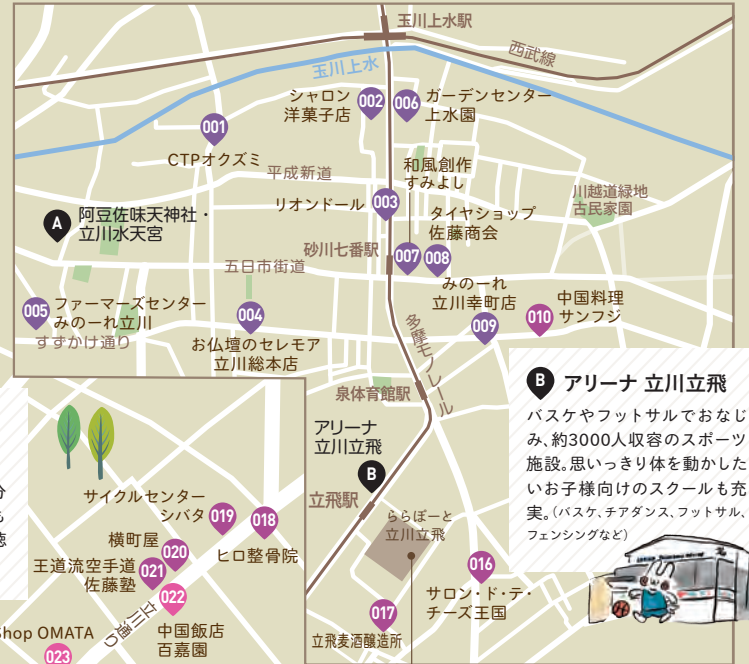 玉川上水駅
西武線
玉川上水
シャロン
洋菓子店
002
006
ガーデンセンター
上水園
001
CTPオクズミ
平成新道
和風創作
すみよし
川越道緑地
古民家園
リオンドール
003
タイヤショップ
佐藤商会
A
阿豆佐味天神社・
立川水天宮
砂川七番駅
007
008
五日市街道
みのーれ
立川幸町店
009
中国料理
サンフジ
010
005
ファーマーズセンター
みのーれ立川
004
すずかけ通り
お仏壇のセレモア
立川総本店
多摩モノレール
泉体育館駅
アリーナ
立川立飛
B
立飛駅
ららぽーと
立川立飛
016
サロン・ド・テ・
チーズ王国
017
立飛麦酒醸造所
B アリーナ 立川立飛
バスケやフットサルでおなじ
み、約3000人収容のスポーツ
施設。思いっきり体を動かした
いお子様向けのスクールも充
実。(バスケ、チアダンス、フットサル、
フェンシングなど)
サイクルセンター
シバタ
019
018
ヒロ整骨院
横町屋
020
王道流空手道
佐藤塾
021
022
中国飯店
百嘉園
立川通り
Shop OMATA
023